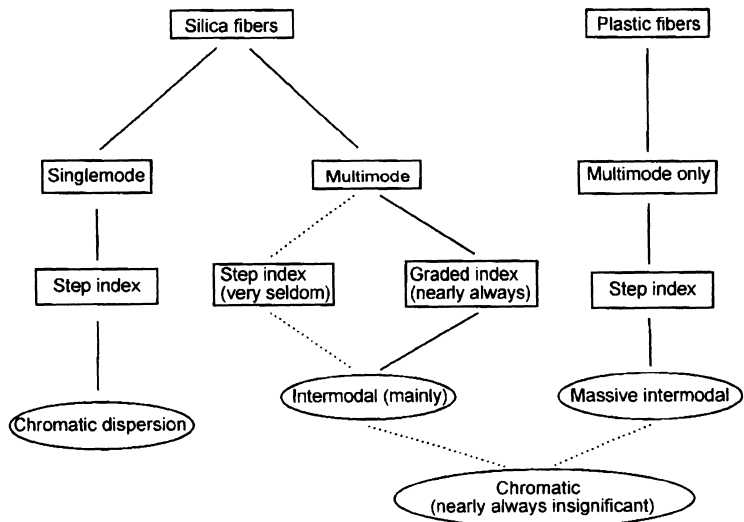 Silica fibers
Plastic fibers
Singlemode
Multimode
Multimode only
Step index
Step index
(very seldom)
Graded index
(nearly always)
Step index
Chromatic dispersion
Intermodal (mainly)
Massive intermodal
Chromatic
(nearly always insignificant)